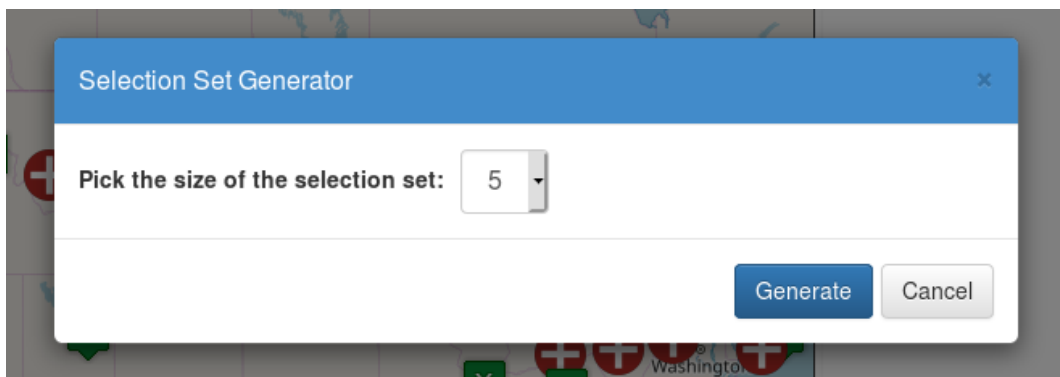 Selection Set Generator ×
Pick the size of the selection set: 5
Generate Cancel
Washington